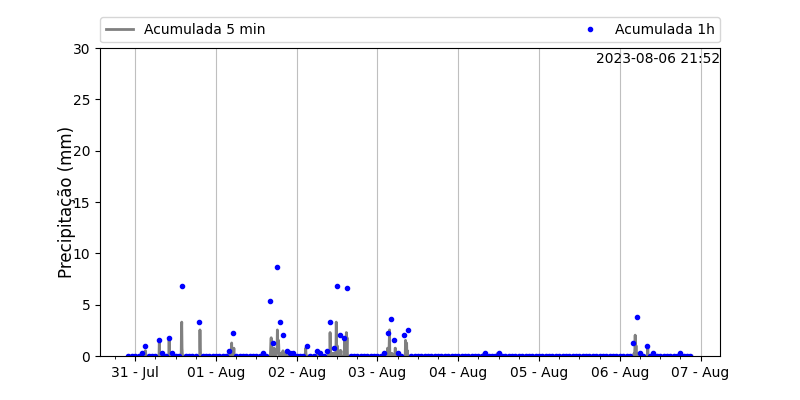 Acumulada 5 min
Acumulada 1h
2023-08-06 21:52
Precipitação (mm)
30
25
20
15
10
5
0
31 - Jul
01 - Aug
02 - Aug
03 - Aug
04 - Aug
05 - Aug
06 - Aug
07 - Aug